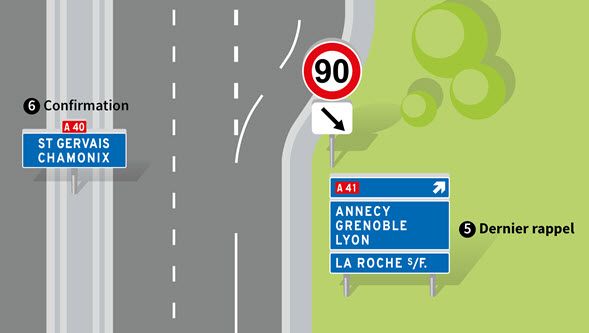 90
6 Confirmation
A 40
ST GERVAIS
CHAMONIX
A 41
ANNECY
GRENOBLE
LYON
LA ROCHE S/F.
5 Dernier rappel